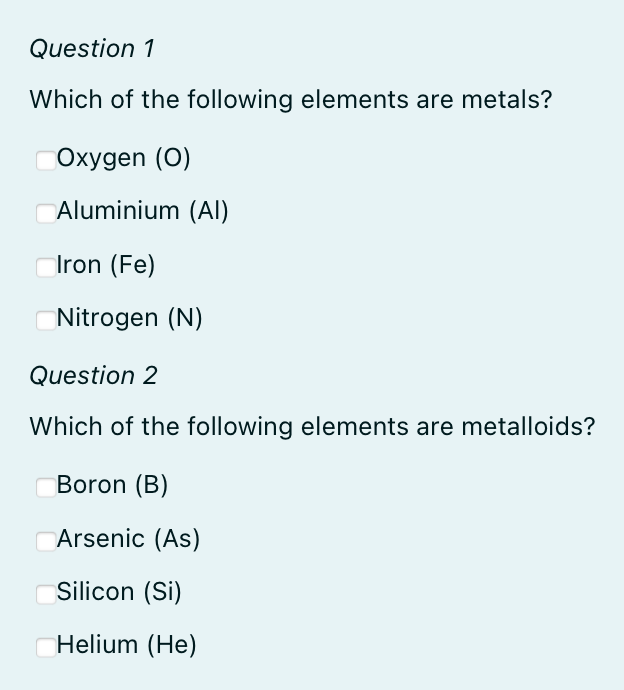 Question 1
Which of the following elements are metals?
Oxygen (O)
Aluminium (Al)
Iron (Fe)
Nitrogen (N)
Question 2
Which of the following elements are metalloids?
Boron (B)
Arsenic (As)
Silicon (Si)
Helium (He)